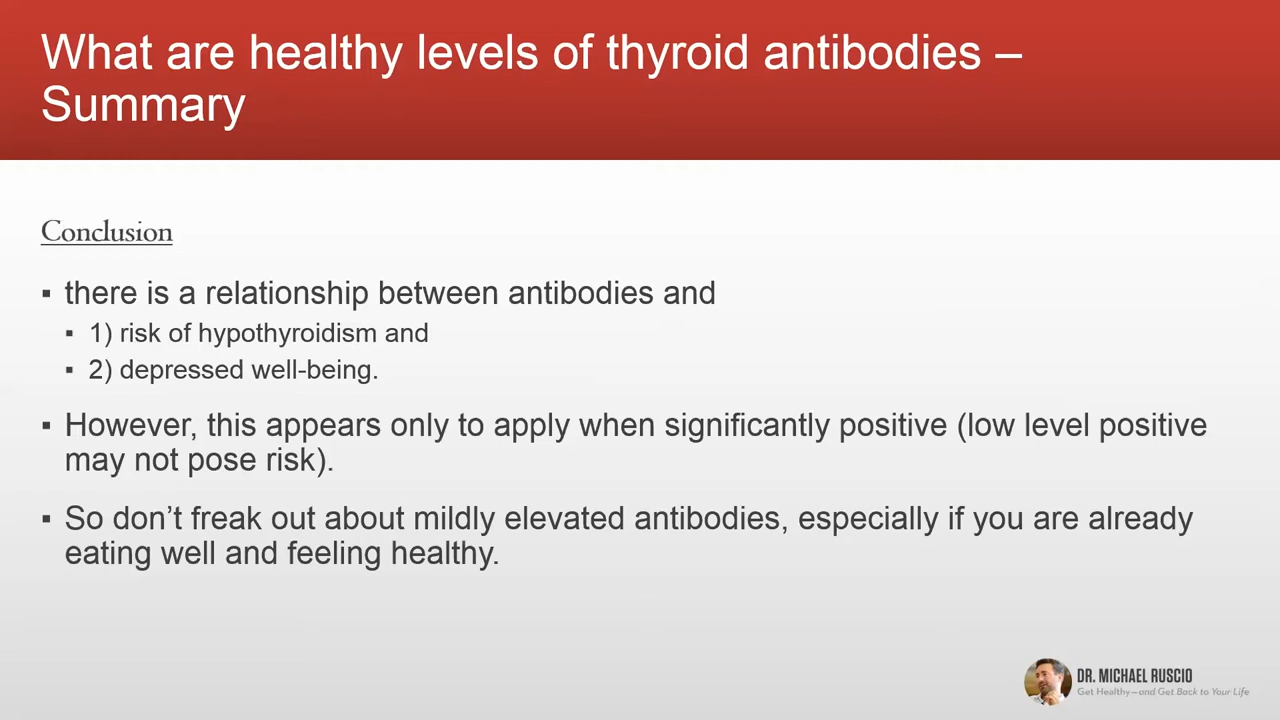 What are healthy levels of thyroid antibodies –
Summary
Conclusion
▪ there is a relationship between antibodies and
▪ 1) risk of hypothyroidism and
▪ 2) depressed well-being.
▪ However, this appears only to apply when significantly positive (low level positive
may not pose risk).
▪ So don’t freak out about mildly elevated antibodies, especially if you are already
eating well and feeling healthy.
DR. MICHAEL RUSCIO
Get Healthy—and Get Back to Your Life